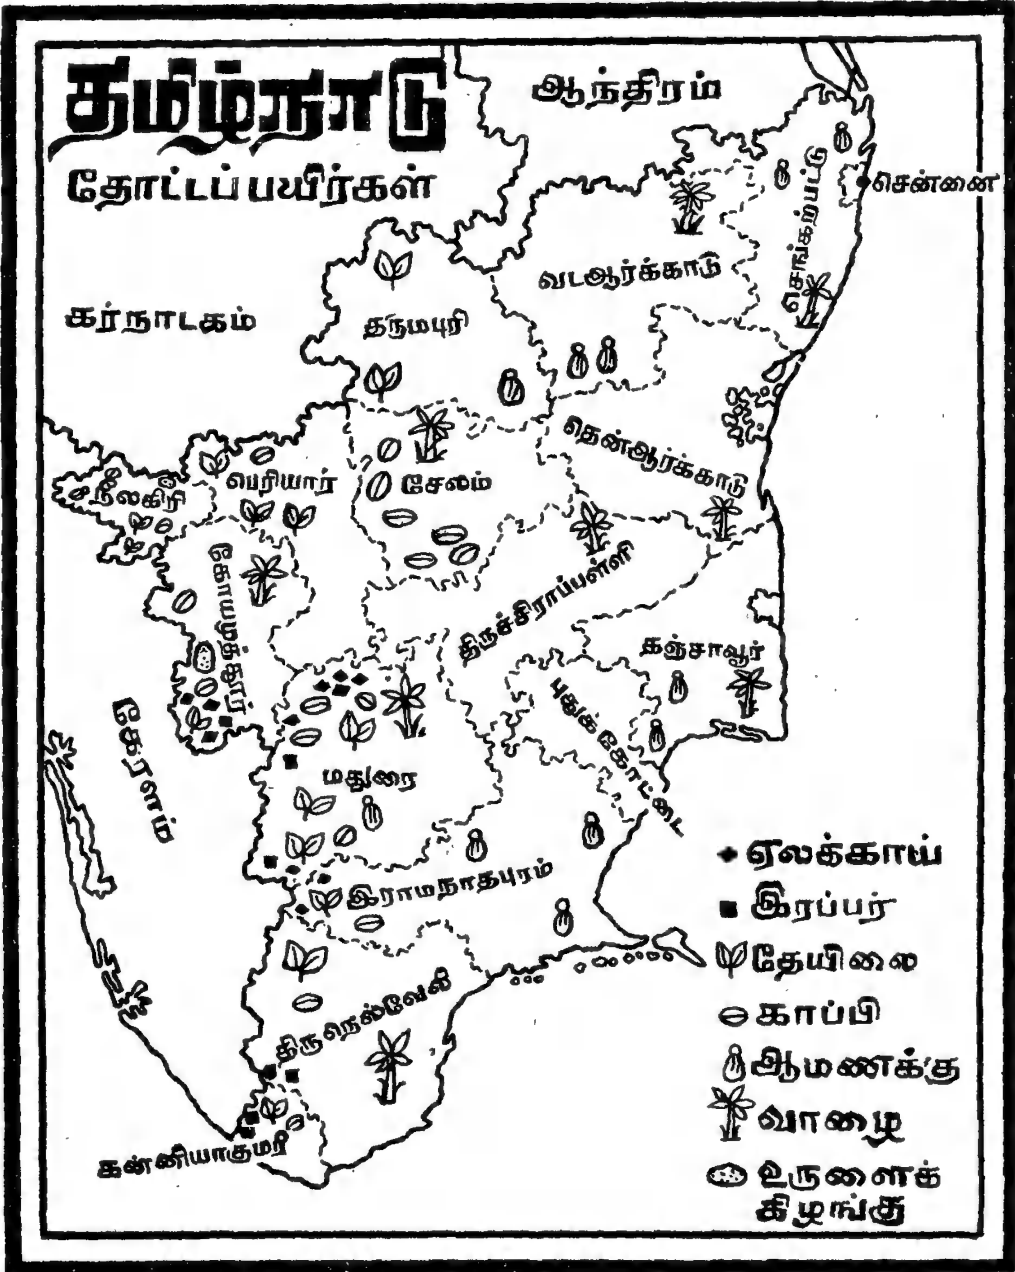 தமிழ்நாடு
தோட்டப் பயிர்கள்
ஆந்திரம்
சென்னை
செங்கற்பட்டு
வடஆர்க்காடு
கர்நாடகம்
தருமபுரி
தென்ஆர்க்காடு
நீலகிரி
பெரியார்
சேலம்
கோயமுத்தூர்
திருச்சிராப்பள்ளி
தஞ்சாவூர்
புதுக்கோட்டை
கேரளம்
மதுரை
இராமநாதபுரம்
திருநெல்வேலி
கன்னியாகுமரி
ஏலக்காய்
இரப்பர்
தேயிலை
காப்பி
ஆமணக்கு
வாழை
உருளைக்
கிழங்கு